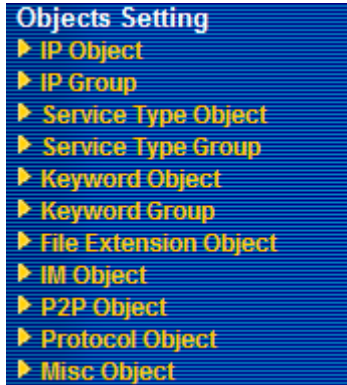 Objects Setting
IP Object
IP Group
Service Type Object
Service Type Group
Keyword Object
Keyword Group
File Extension Object
IM Object
P2P Object
Protocol Object
Misc Object